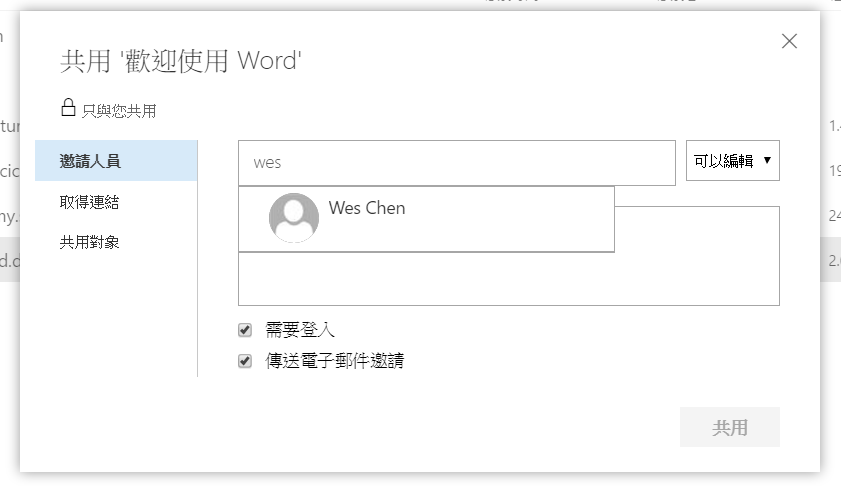 共用 '歡迎使用 Word'
只與您共用
邀請人員
取得連結
共用對象
wes
可以編輯
Wes Chen
需要登入
傳送電子郵件邀請
共用